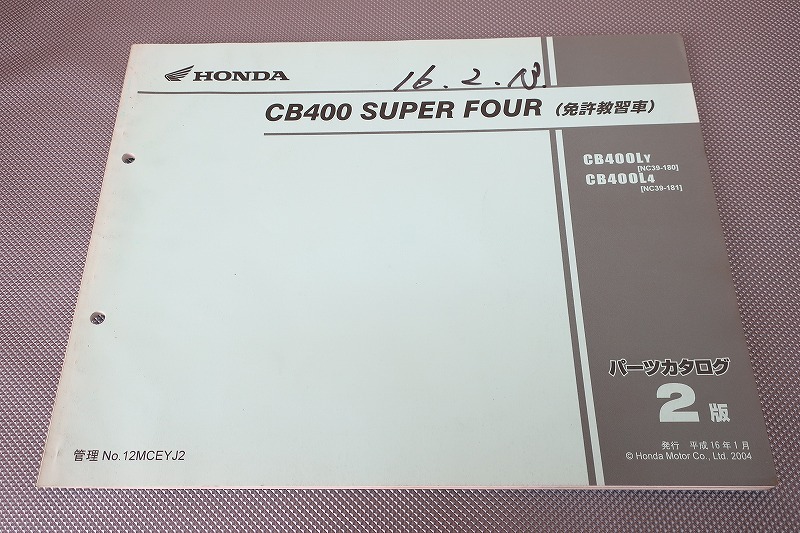 HONDA
16.2.13.
CB400 SUPER FOUR (免許教習車)
CB400LY
[NC39-180]
CB400L4
[NC39-181]
パーツカタログ
2版
発行 平成16年1月
© Honda Motor Co., Ltd. 2004
管理 No.12MCEYJ2